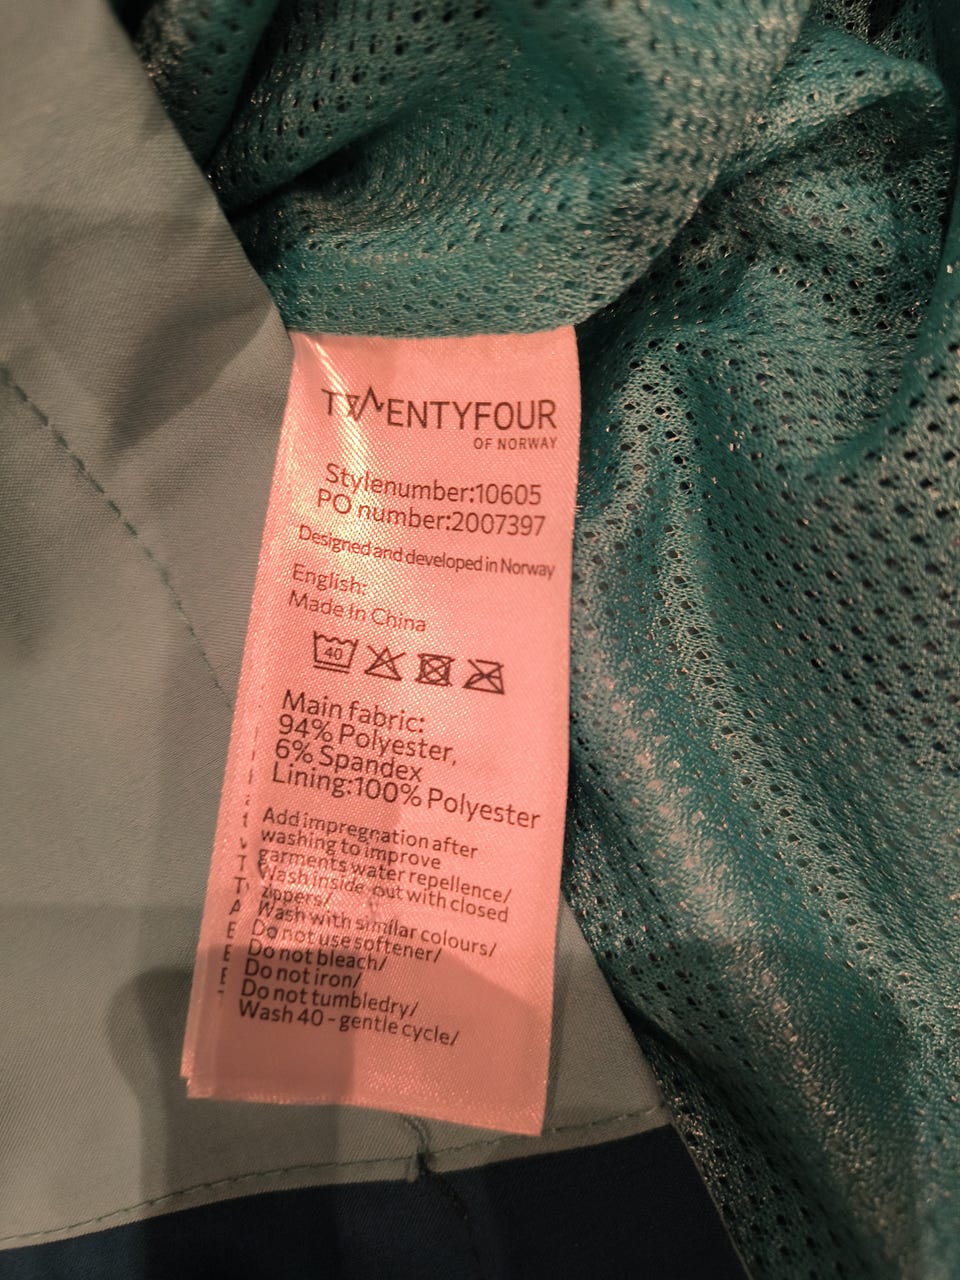 TWENTYFOUR
OF NORWAY
Stylenumber:10605
PO number:2007397
Designed and developed in Norway
English:
Made In China
40
Main fabric:
94% Polyester,
6% Spandex
Lining:100% Polyester
Add impregnation after
washing to improve
garments water repellence/
Wash inside out with closed
zippers/
Wash with similar colours/
Do not use softener/
Do not bleach/
Do not iron/
Do not tumbledry/
Wash 40 - gentle cycle/